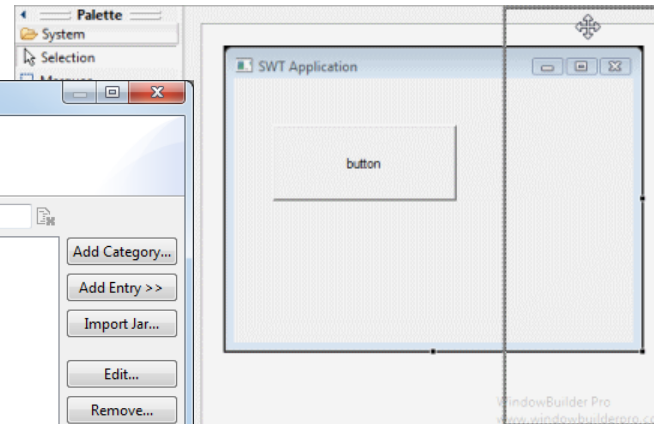 Palette
System
Selection
Marquee
SWT Application
button
Add Category...
Add Entry >>
Import Jar...
Edit...
Remove...
WindowBuilder Pro
www.windowbuilderpro.co